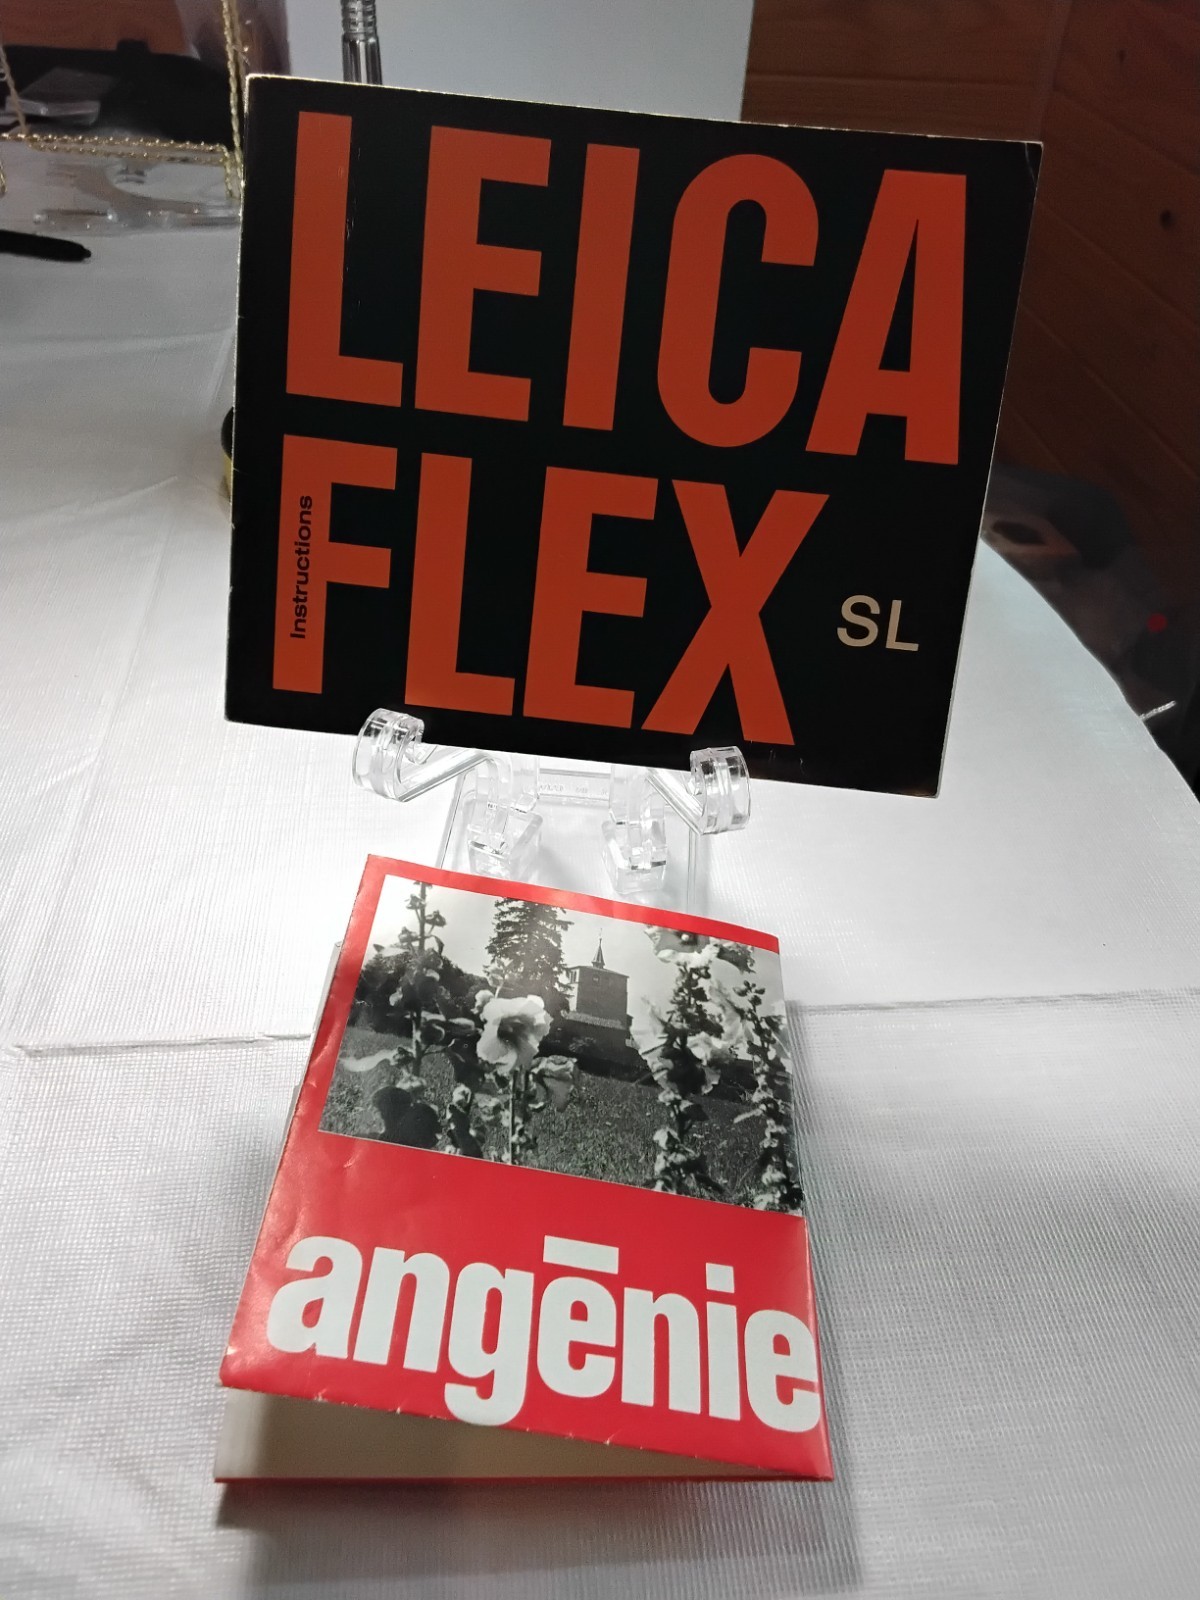 LEICA
FLEX
Instructions
SL
angēnie